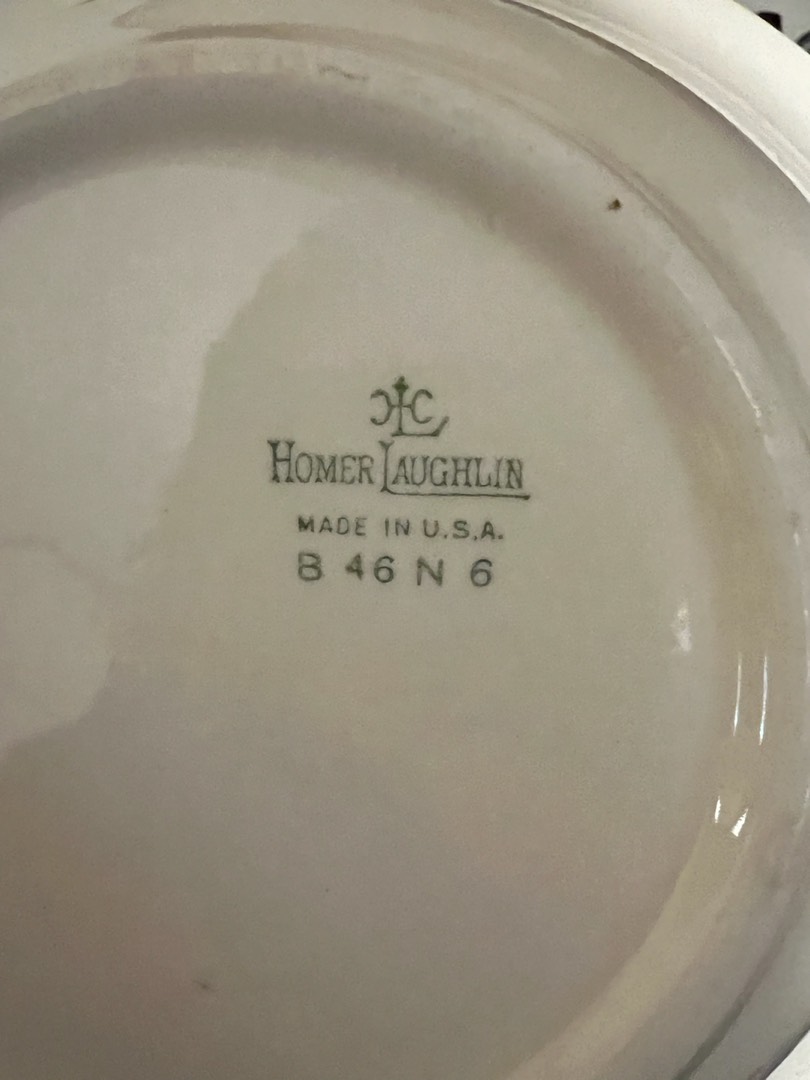 HLC
HOMER LAUGHLIN
MADE IN U.S.A.
B 46 N 6